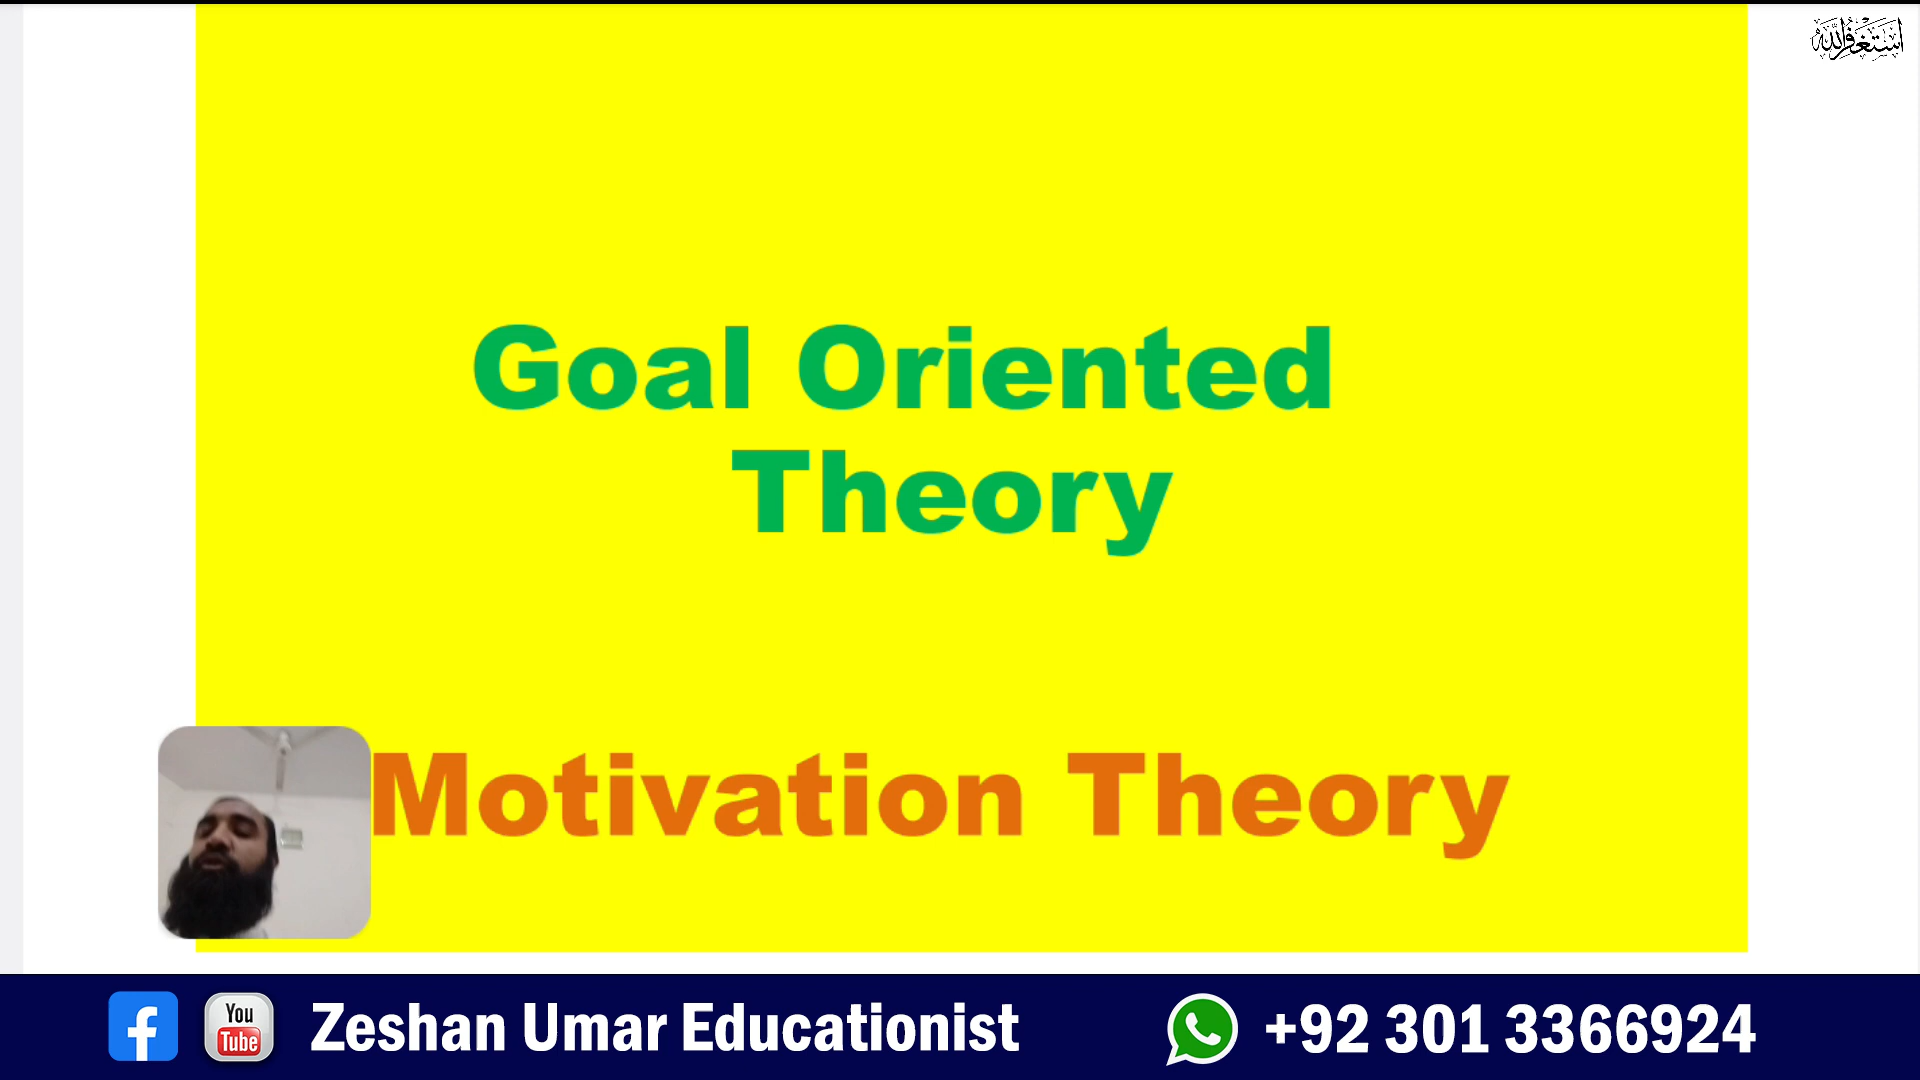 استغفرالله
Goal Oriented
Theory
Motivation Theory
You
Tube
Zeshan Umar Educationist
+92 301 3366924